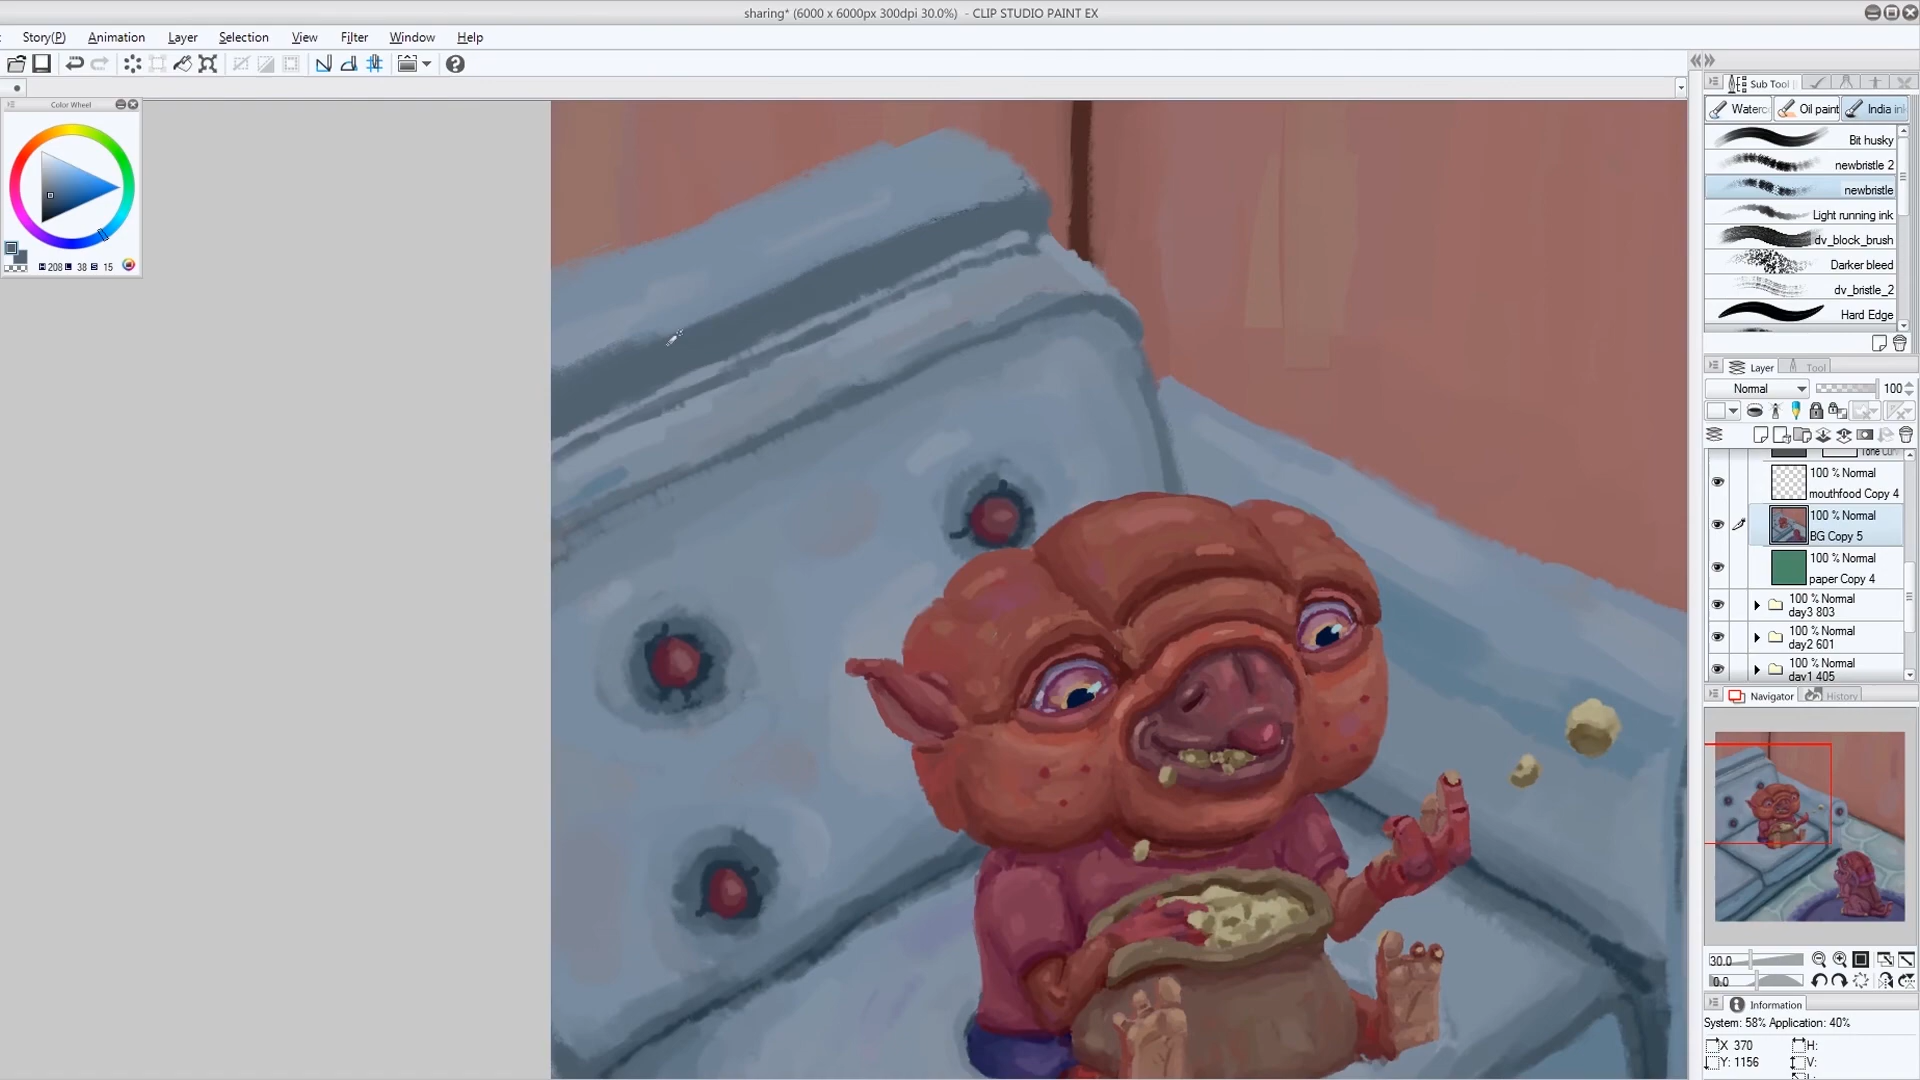 sharing* (6000 x 6000px 300dpi 30.0%) - CLIP STUDIO PAINT EX
Story(P) Animation Layer Selection View Filter Window Help
Color Wheel
208 38 15
Sub Tool
Oil paint India in
Bit husky
newbristle 2
newbristle
Light running ink
dv_block_brush
Darker bleed
dv_bristle_2
Hard Edge
Layer Tool
Normal 100
100 % Normal
mouthfood Copy 4
100 % Normal
BG Copy 5
100 % Normal
paper Copy 4
100 % Normal
day3 803
100 % Normal
day2 601
100 % Normal
day1 405
Navigator History
30.0
0.0
Information
System: 58% Application: 40%
X 370 H:
Y: 1156 V: